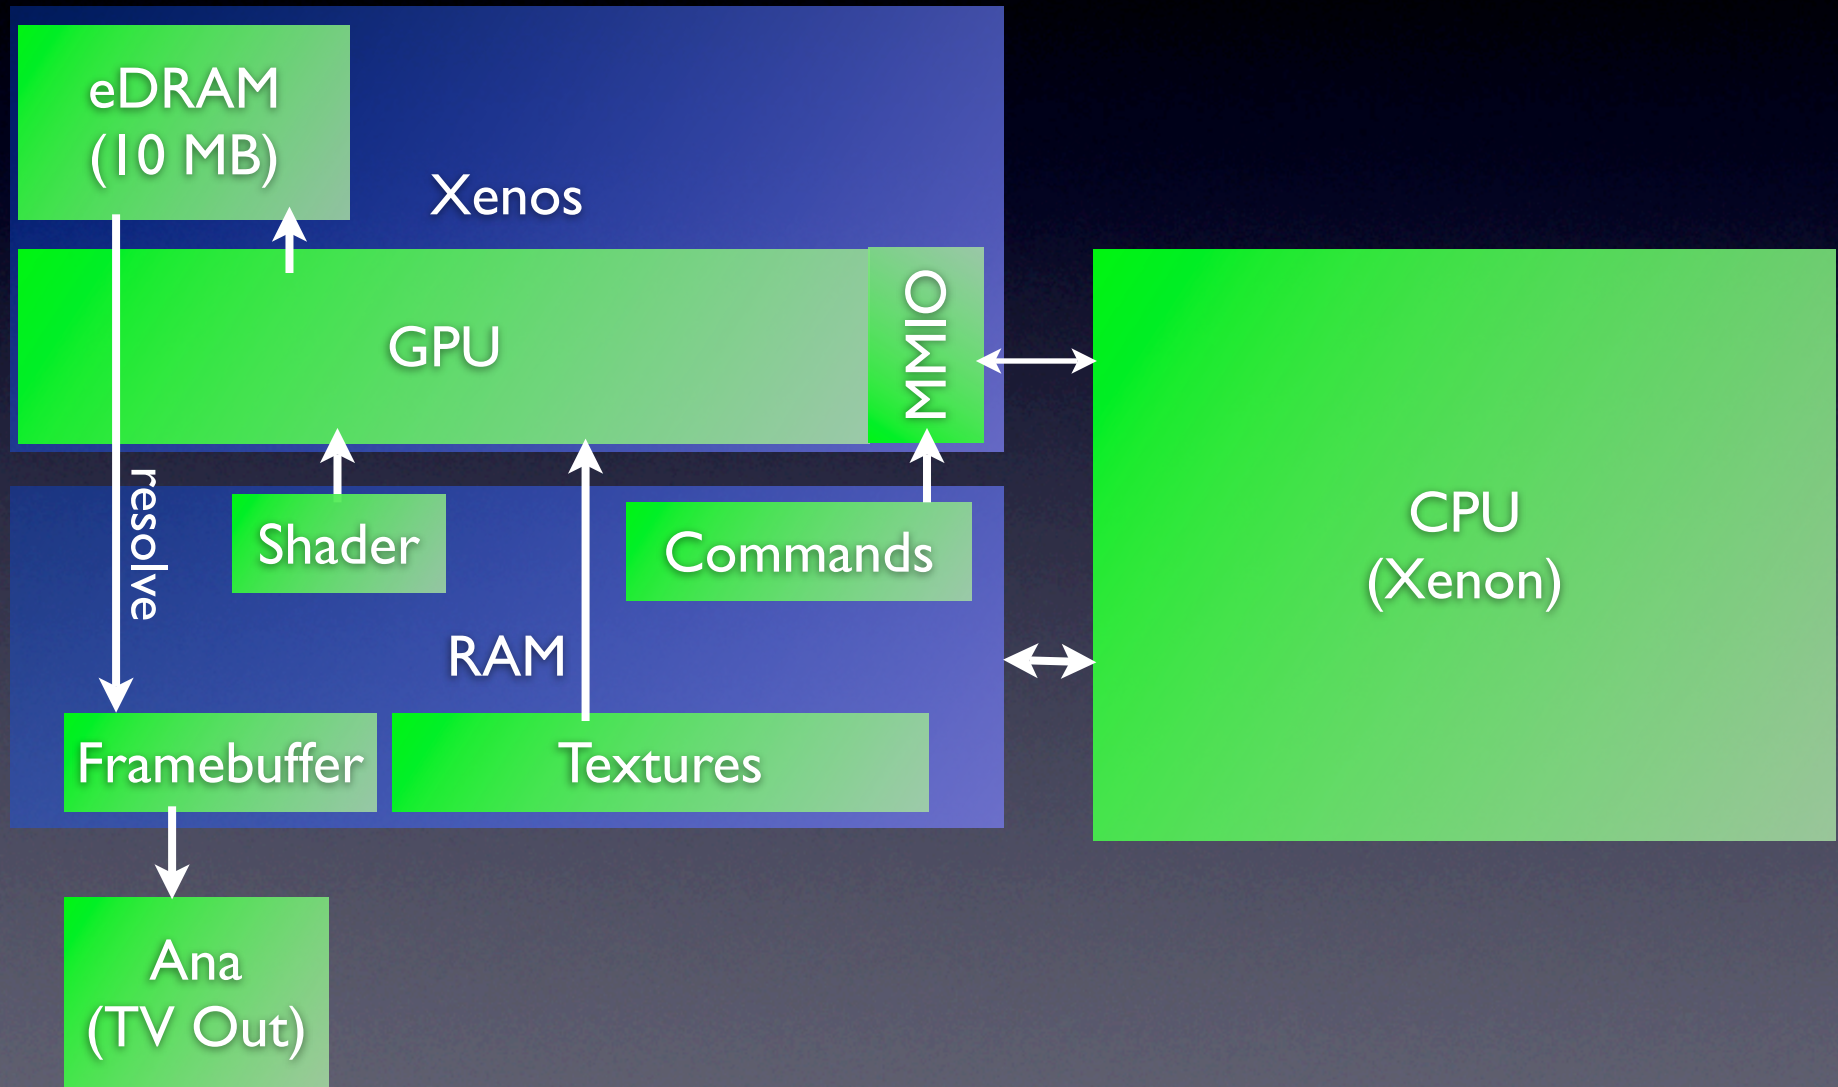 eDRAM
(10 MB)
Xenos
GPU
MMIO
resolve
Shader
Commands
RAM
Framebuffer
Textures
CPU
(Xenon)
Ana
(TV Out)